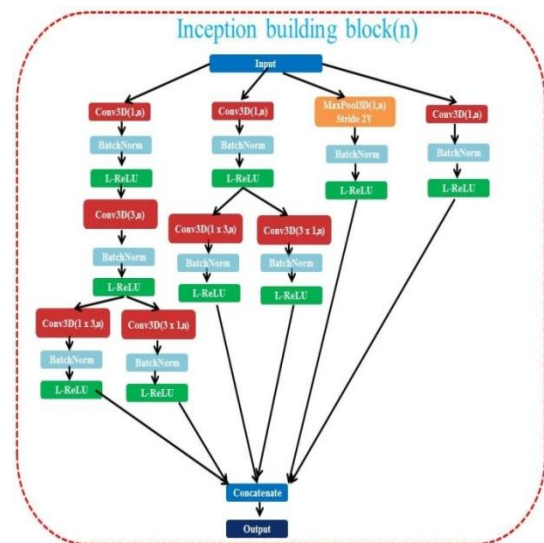 Inception building block(n)
Input
Conv3D(1,n)
BatchNorm
L-ReLU
Conv3D(3,n)
BatchNorm
L-ReLU
Conv3D(1 x 3,n)
BatchNorm
L-ReLU
Conv3D(3 x 1,n)
BatchNorm
L-ReLU
Conv3D(1,n)
BatchNorm
L-ReLU
Conv3D(1 x 3,n)
BatchNorm
L-ReLU
Conv3D(3 x 1,n)
BatchNorm
L-ReLU
MaxPool3D(1,n)
Stride 2V
BatchNorm
L-ReLU
Conv3D(1,n)
BatchNorm
L-ReLU
Concatenate
Output